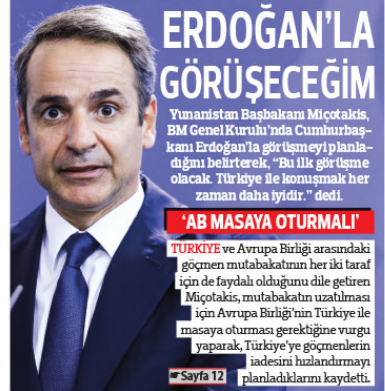 ERDOĞAN'LA
GÖRÜŞECEĞİM
Yunanistan Başbakanı Miçotakis,
BM Genel Kurulu'nda Cumhurbaş-
kanı Erdoğan'la görüşmeyi planla-
dığını belirterek, "Bu ilk görüşme
olacak. Türkiye ile konuşmak her
zaman daha iyidir." dedi.
'AB MASAYA OTURMALI'
TÜRKİYE ve Avrupa Birliği arasındaki
göçmen mutabakatının her iki taraf
için de faydalı olduğunu dile getiren
Miçotakis, mutabakatın uzatılması
için Avrupa Birliği'nin Türkiye ile
masaya oturması gerektiğine vurgu
yaparak, Türkiye'ye göçmenlerin
iadesini hızlandırmayı
planladıklarını kaydetti.
☛ Sayfa 12